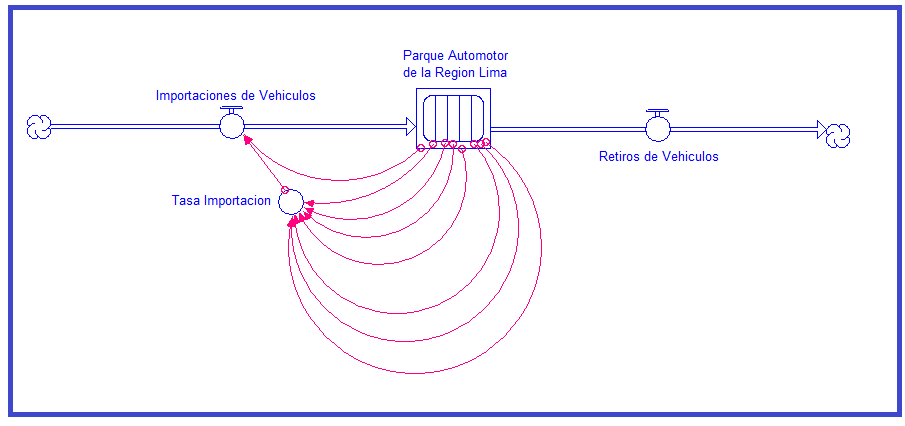 Parque Automotor
de la Region Lima
Importaciones de Vehiculos
Retiros de Vehiculos
Tasa Importacion